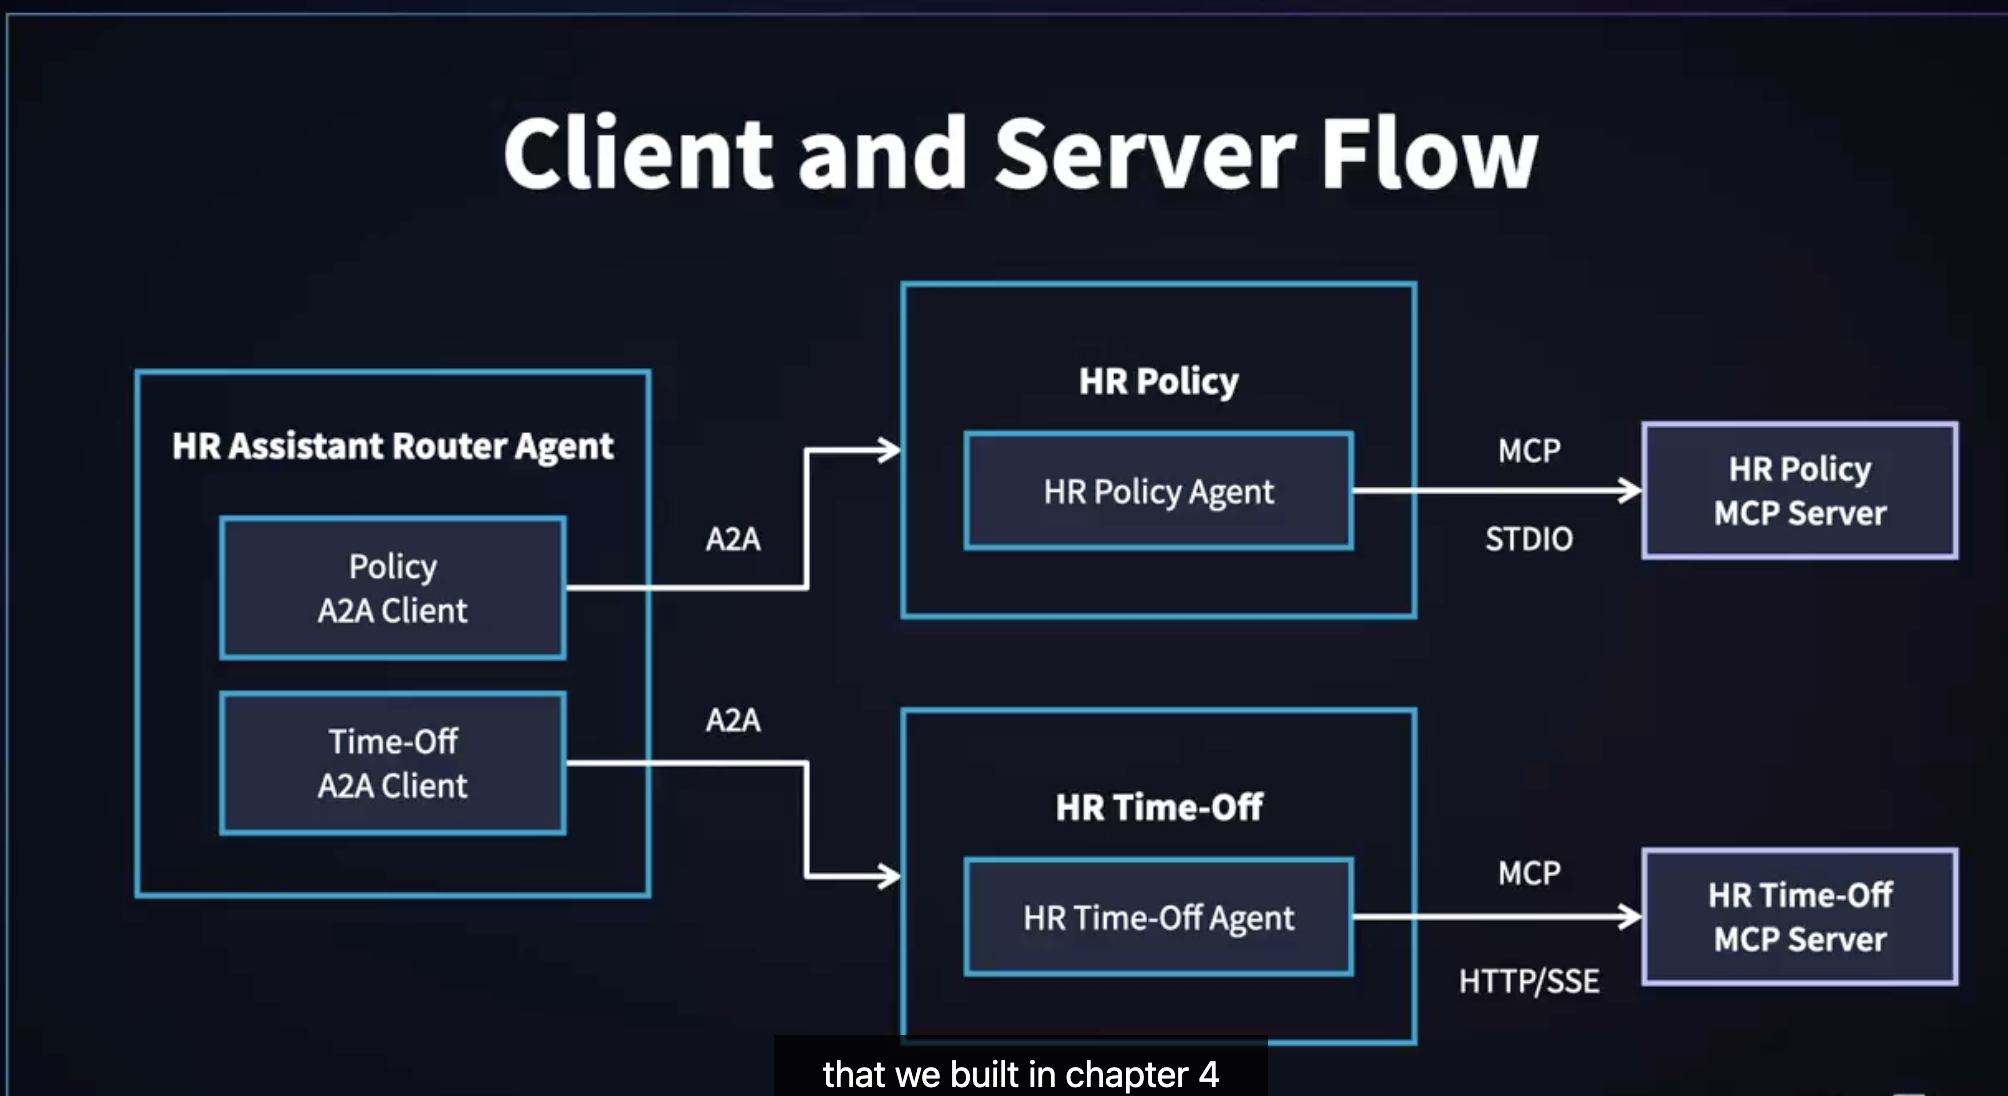 Client and Server Flow
HR Assistant Router Agent
Policy
A2A Client
Time-Off
A2A Client
A2A
A2A
HR Policy
HR Policy Agent
MCP
STDIO
HR Policy
MCP Server
HR Time-Off
HR Time-Off Agent
MCP
HTTP/SSE
HR Time-Off
MCP Server
that we built in chapter 4